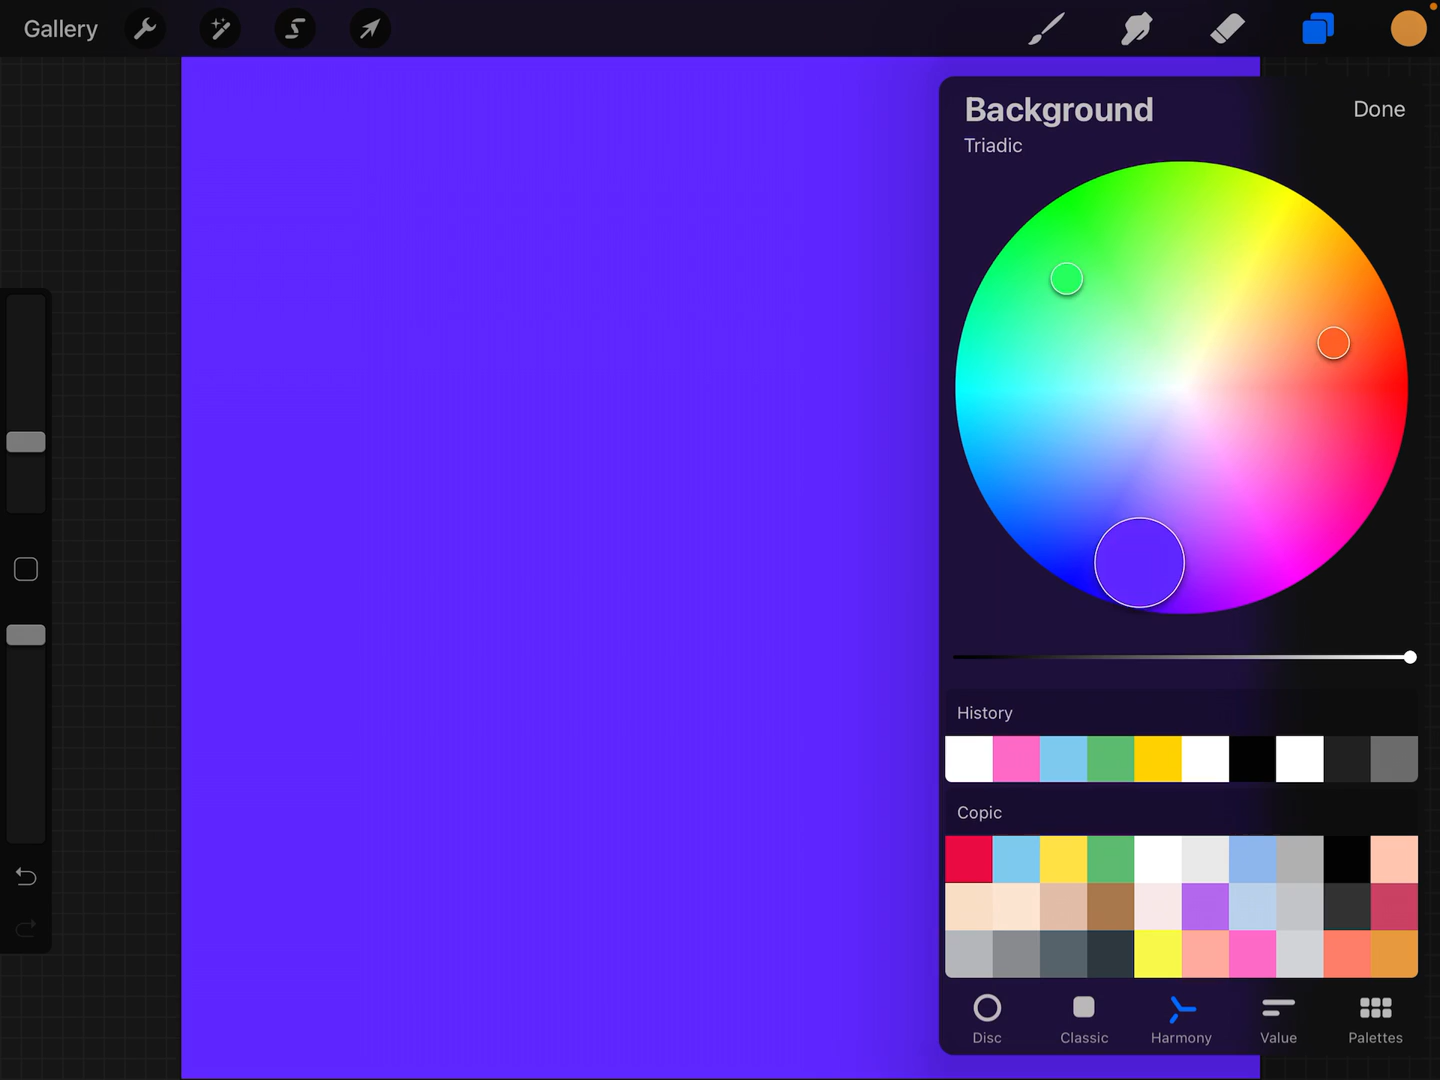 Gallery
Background
Done
Triadic
History
Copic
Disc
Classic
Harmony
Value
Palettes